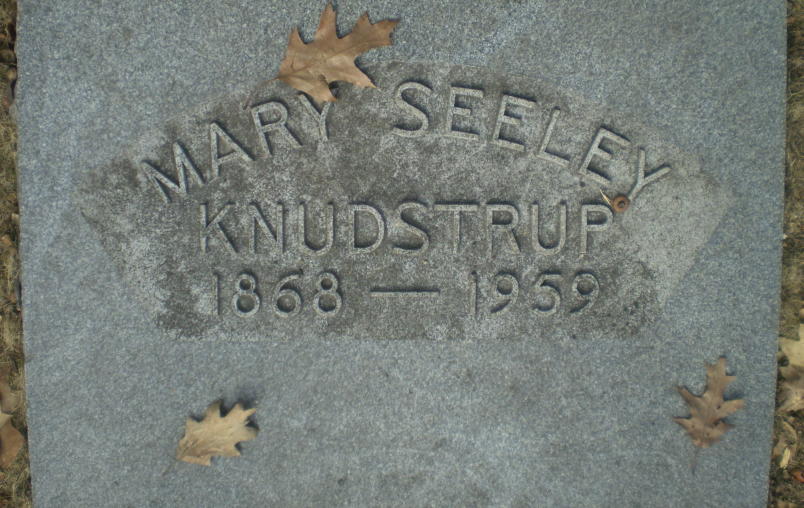 MARY SEELEY
KNUDSTRUP
1868 — 1959